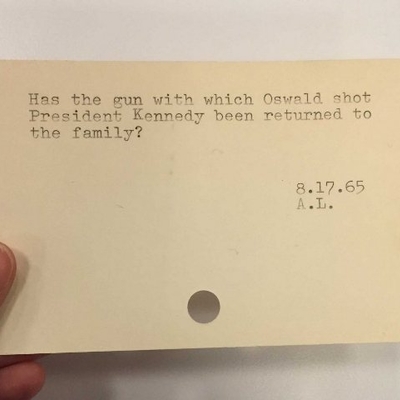 Has the gun with which Oswald shot
President Kennedy been returned to
the family?
8.17.65
A.L.